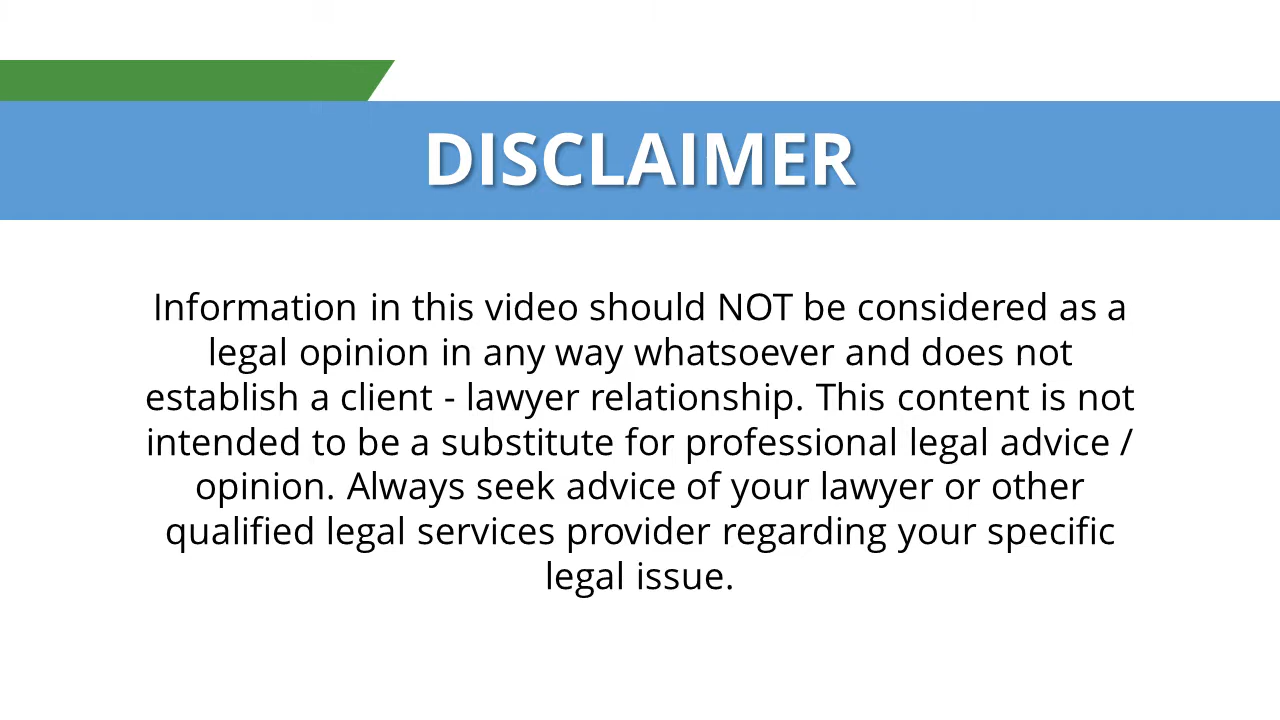 DISCLAIMER
Information in this video should NOT be considered as a
legal opinion in any way whatsoever and does not
establish a client - lawyer relationship. This content is not
intended to be a substitute for professional legal advice /
opinion. Always seek advice of your lawyer or other
qualified legal services provider regarding your specific
legal issue.